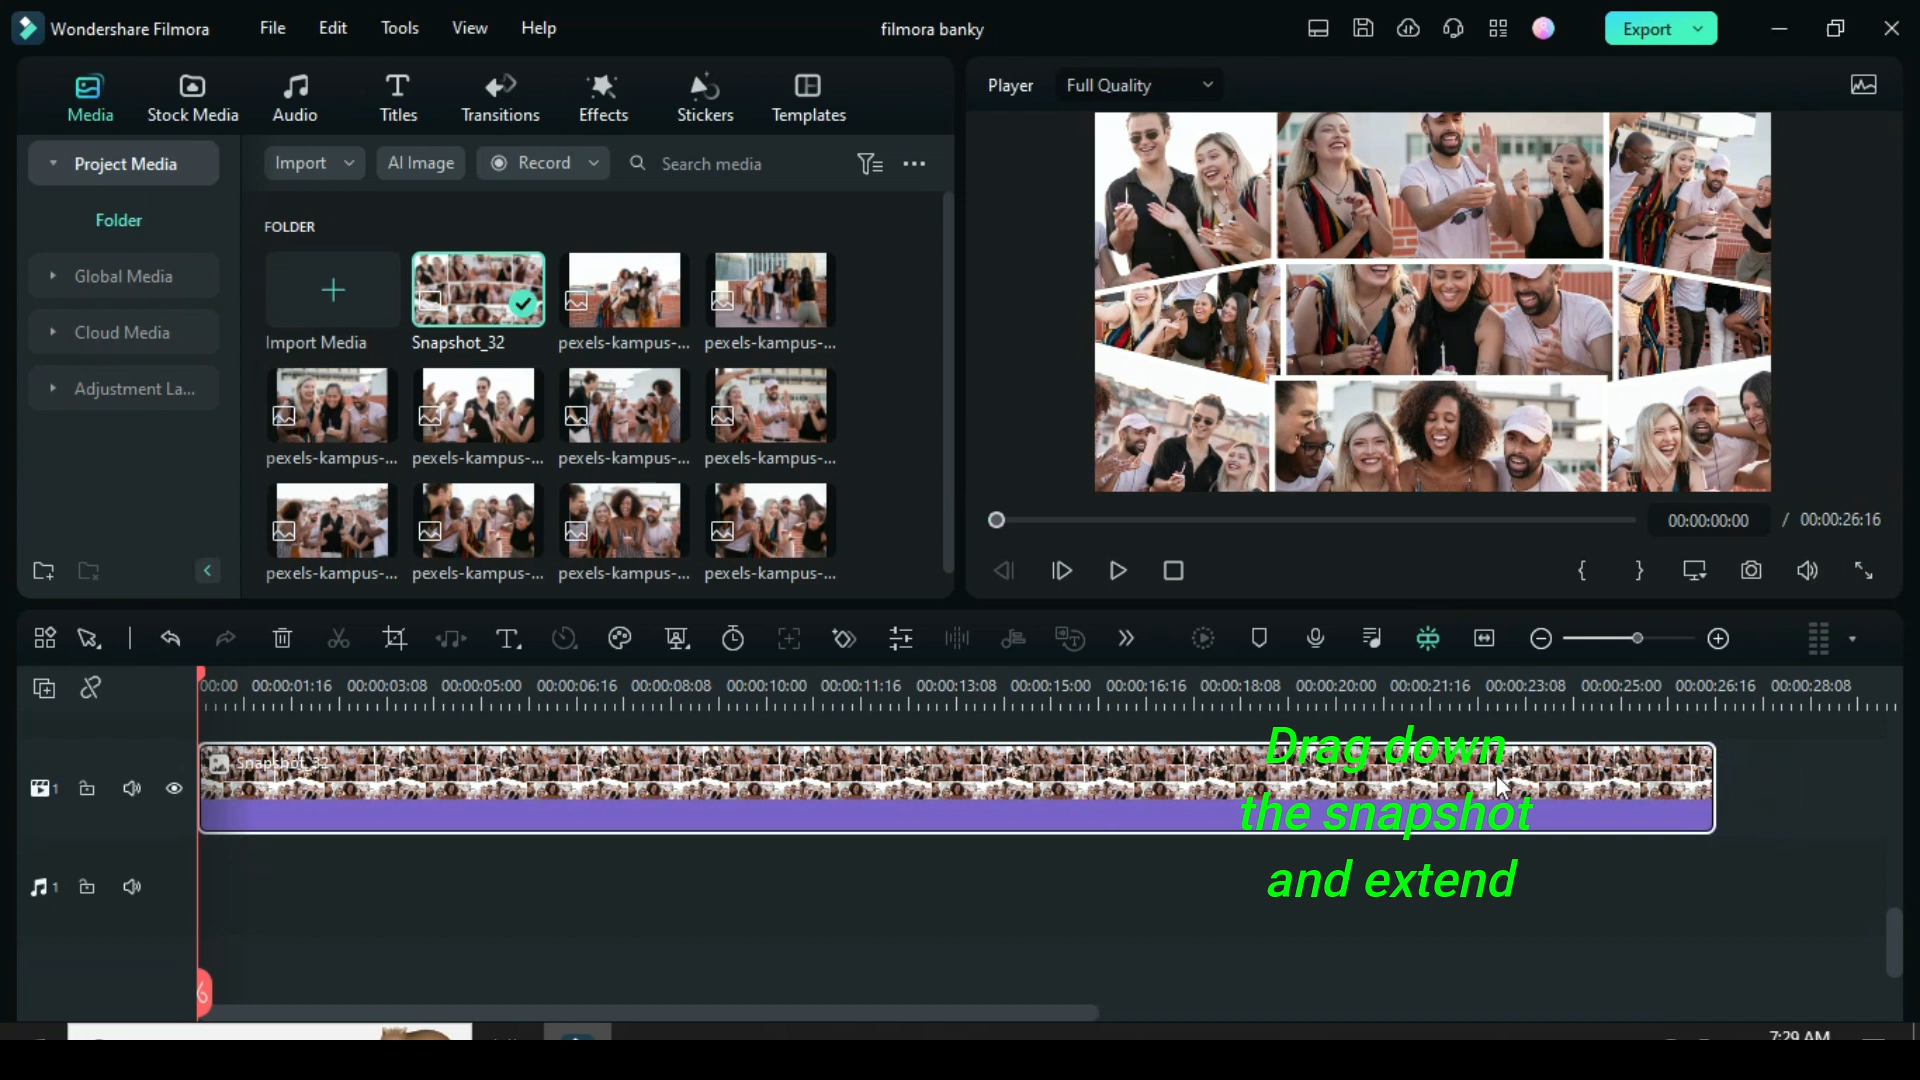 Wondershare Filmora
File
Edit
Tools
View
Help
filmora banky
Export
Media
Stock Media
Audio
Titles
Transitions
Effects
Stickers
Templates
Player
Full Quality
Project Media
Import
AI Image
Record
Search media
Folder
FOLDER
Global Media
Cloud Media
Adjustment La...
Import Media
Snapshot_32
pexels-kampus-...
pexels-kampus-...
pexels-kampus-...
pexels-kampus-...
pexels-kampus-...
pexels-kampus-...
pexels-kampus-...
pexels-kampus-...
pexels-kampus-...
pexels-kampus-...
00:00:00:00 / 00:00:26:16
00:00 00:00:01:16 00:00:03:08 00:00:05:00 00:00:06:16 00:00:08:08 00:00:10:00 00:00:11:16 00:00:13:08 00:00:15:00 00:00:16:16 00:00:18:08 00:00:20:00 00:00:21:16 00:00:23:08 00:00:25:00 00:00:26:16 00:00:28:08
Snapshot_32
1
1
Drag down
the snapshot
and extend
7:29 AM